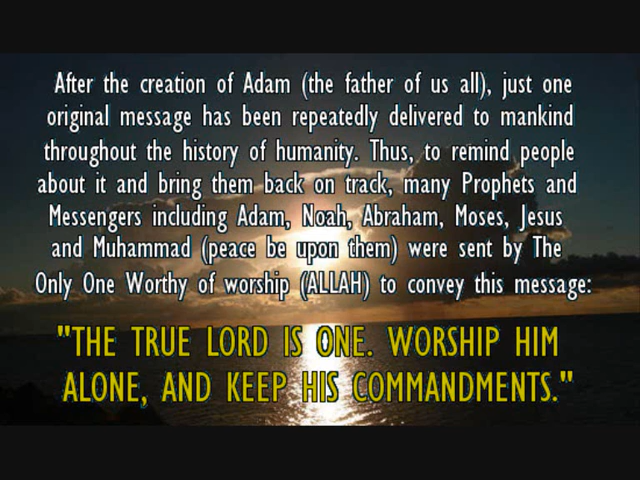 After the creation of Adam (the father of us all), just one
original message has been repeatedly delivered to mankind
throughout the history of humanity. Thus, to remind people
about it and bring them back on track, many Prophets and
Messengers including Adam, Noah, Abraham, Moses, Jesus
and Muhammad (peace be upon them) were sent by The
Only One Worthy of worship (ALLAH) to convey this message:
"THE TRUE LORD IS ONE. WORSHIP HIM
ALONE, AND KEEP HIS COMMANDMENTS."